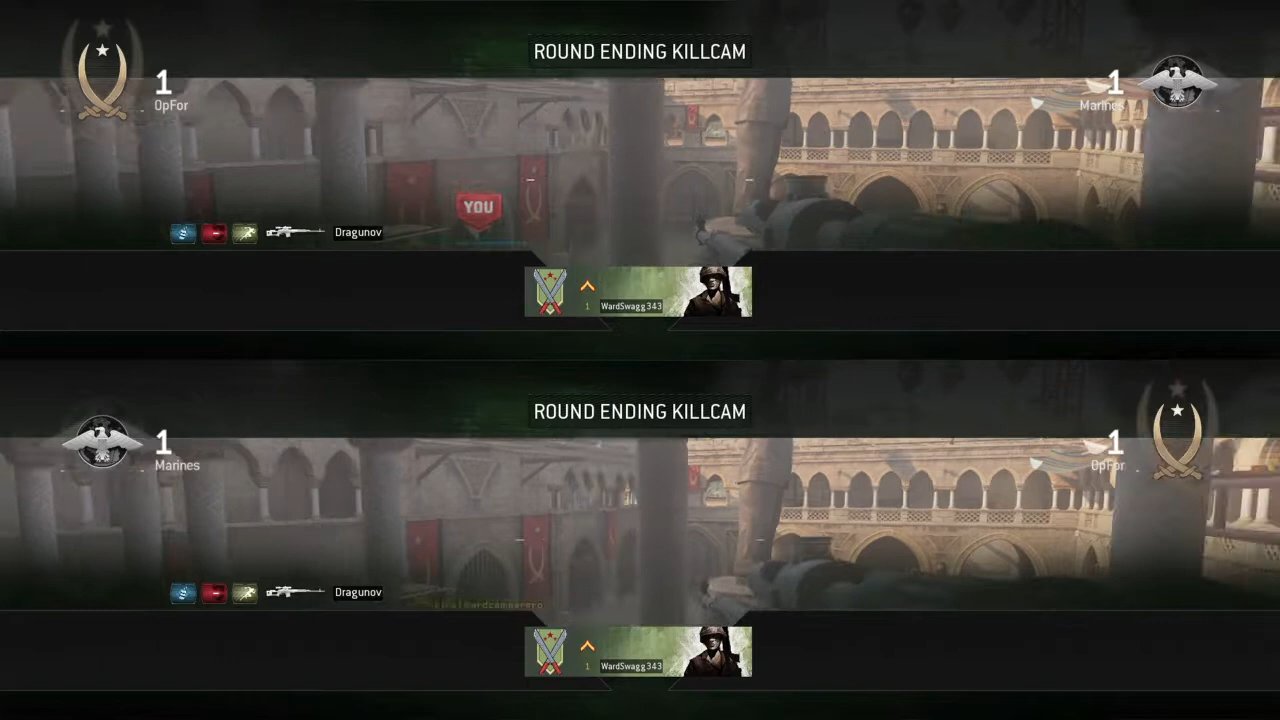 ROUND ENDING KILLCAM
1
OpFor
1
Marines
YOU
Dragunov
1
WardSwagg343
ROUND ENDING KILLCAM
1
Marines
1
OpFor
Dragunov
1
WardSwagg343